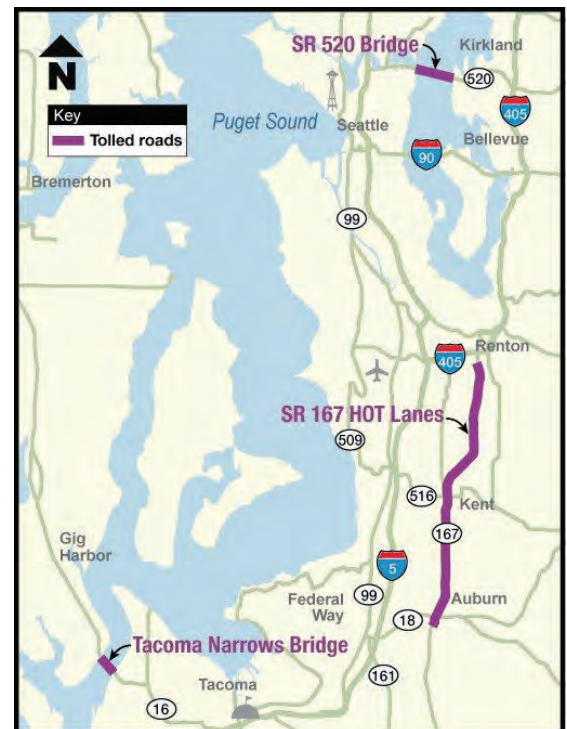 SR 520 Bridge
Kirkland
N
520
Key
405
Tolled roads
Puget Sound
Seattle
Bellevue
90
Bremerton
99
Renton
405
SR 167 HOT Lanes
509
516
Kent
167
Gig
Harbor
5
99
Auburn
Federal
Way
18
Tacoma Narrows Bridge
161
Tacoma
16